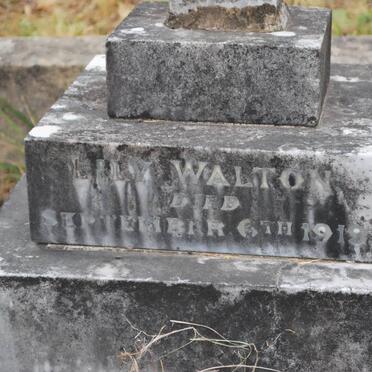 LILY WALTON
DIED
SEPTEMBER 6TH